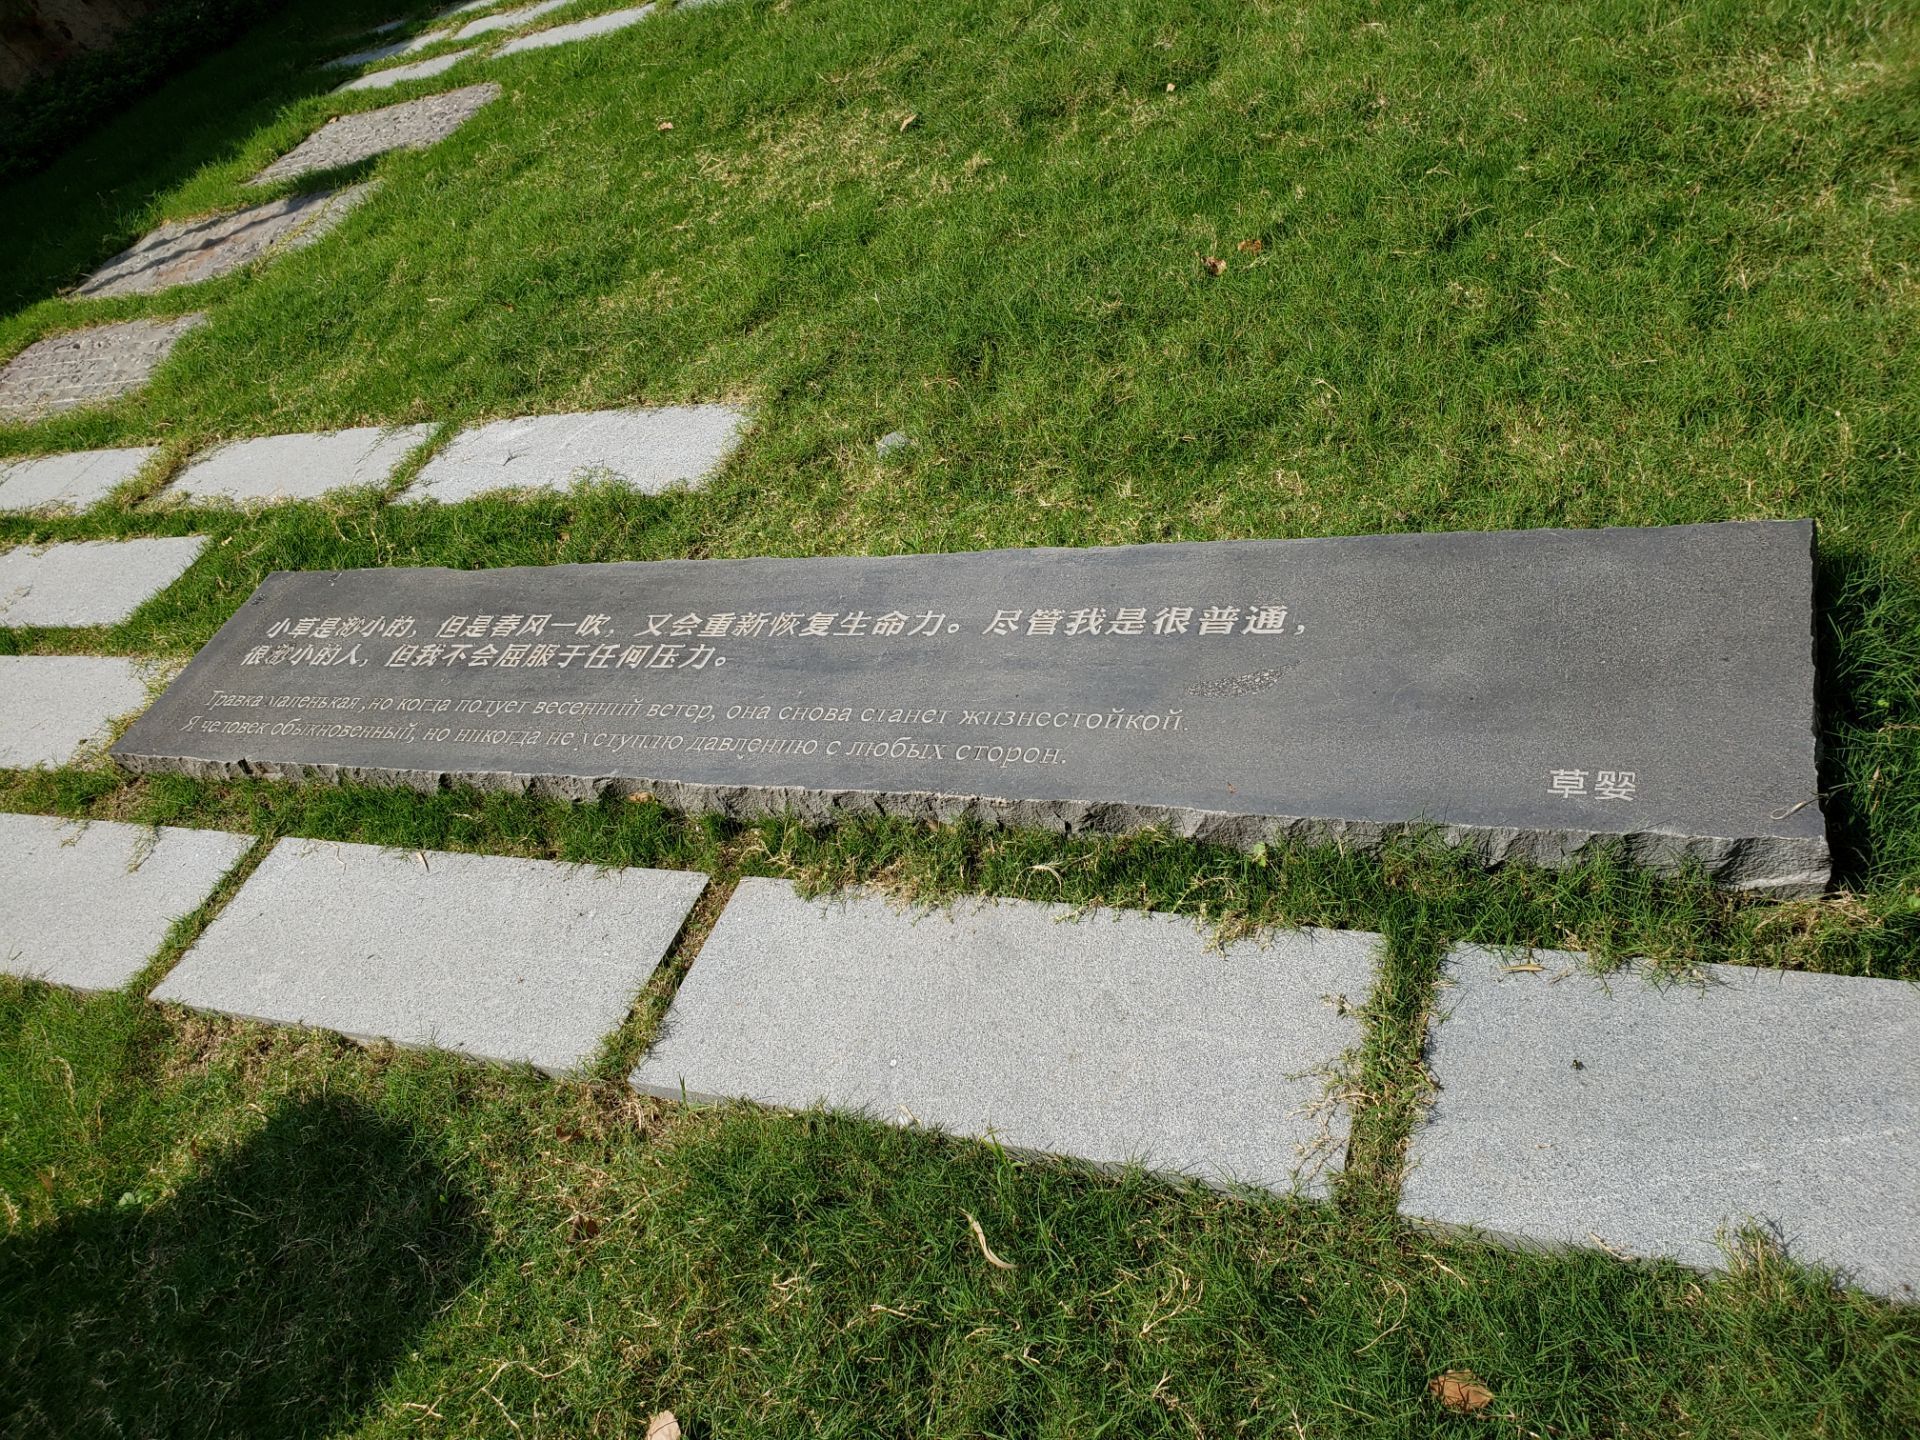 小草是渺小的，但是春风一吹，又会重新恢复生命力。尽管我是很普通，
很渺小的人，但我不会屈服于任何压力。
Травка маленькая, но когда подует весенний ветер, она снова станет жизнестойкой.
Я человек обыкновенный, но никогда не уступлю давлению с любых сторон.
草婴